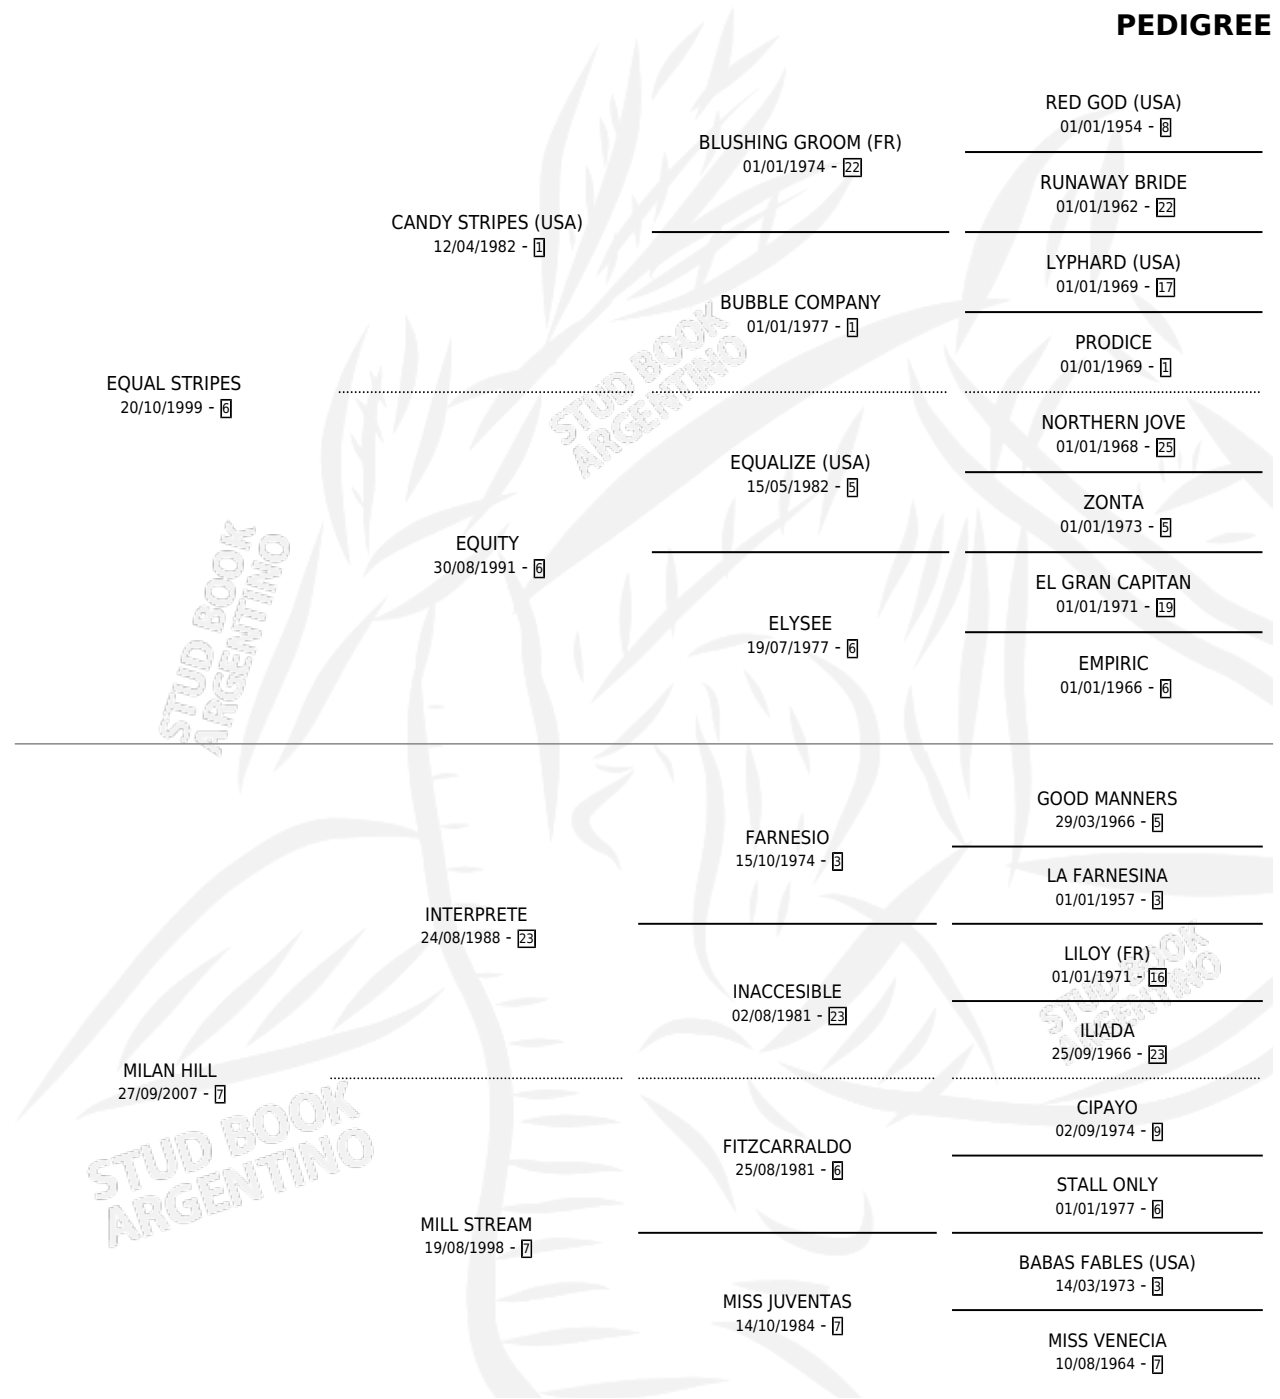 PEDIGREE
RED GOD (USA)
01/01/1954 - 8
BLUSHING GROOM (FR)
01/01/1974 - 22
RUNAWAY BRIDE
01/01/1962 - 22
CANDY STRIPES (USA)
12/04/1982 - 1
LYPHARD (USA)
01/01/1969 - 17
BUBBLE COMPANY
01/01/1977 - 1
PRODICE
01/01/1969 - 1
EQUAL STRIPES
20/10/1999 - 6
NORTHERN JOVE
01/01/1968 - 25
EQUALIZE (USA)
15/05/1982 - 5
ZONTA
01/01/1973 - 5
EQUITY
30/08/1991 - 6
EL GRAN CAPITAN
01/01/1971 - 19
ELYSEE
19/07/1977 - 6
EMPIRIC
01/01/1966 - 6
GOOD MANNERS
29/03/1966 - 5
FARNESIO
15/10/1974 - 3
LA FARNESINA
01/01/1957 - 3
INTERPRETE
24/08/1988 - 23
LILOY (FR)
01/01/1971 - 16
INACCESIBLE
02/08/1981 - 23
ILIADA
25/09/1966 - 23
MILAN HILL
27/09/2007 - 7
CIPAYO
02/09/1974 - 9
FITZCARRALDO
25/08/1981 - 6
STALL ONLY
01/01/1977 - 6
MILL STREAM
19/08/1998 - 7
BABAS FABLES (USA)
14/03/1973 - 3
MISS JUVENTAS
14/10/1984 - 7
MISS VENECIA
10/08/1964 - 7
STUD BOOK
ARGENTINO
STUD BOOK
ARGENTINO
STUD BOOK
ARGENTINO
STUD BOOK
ARGENTINO